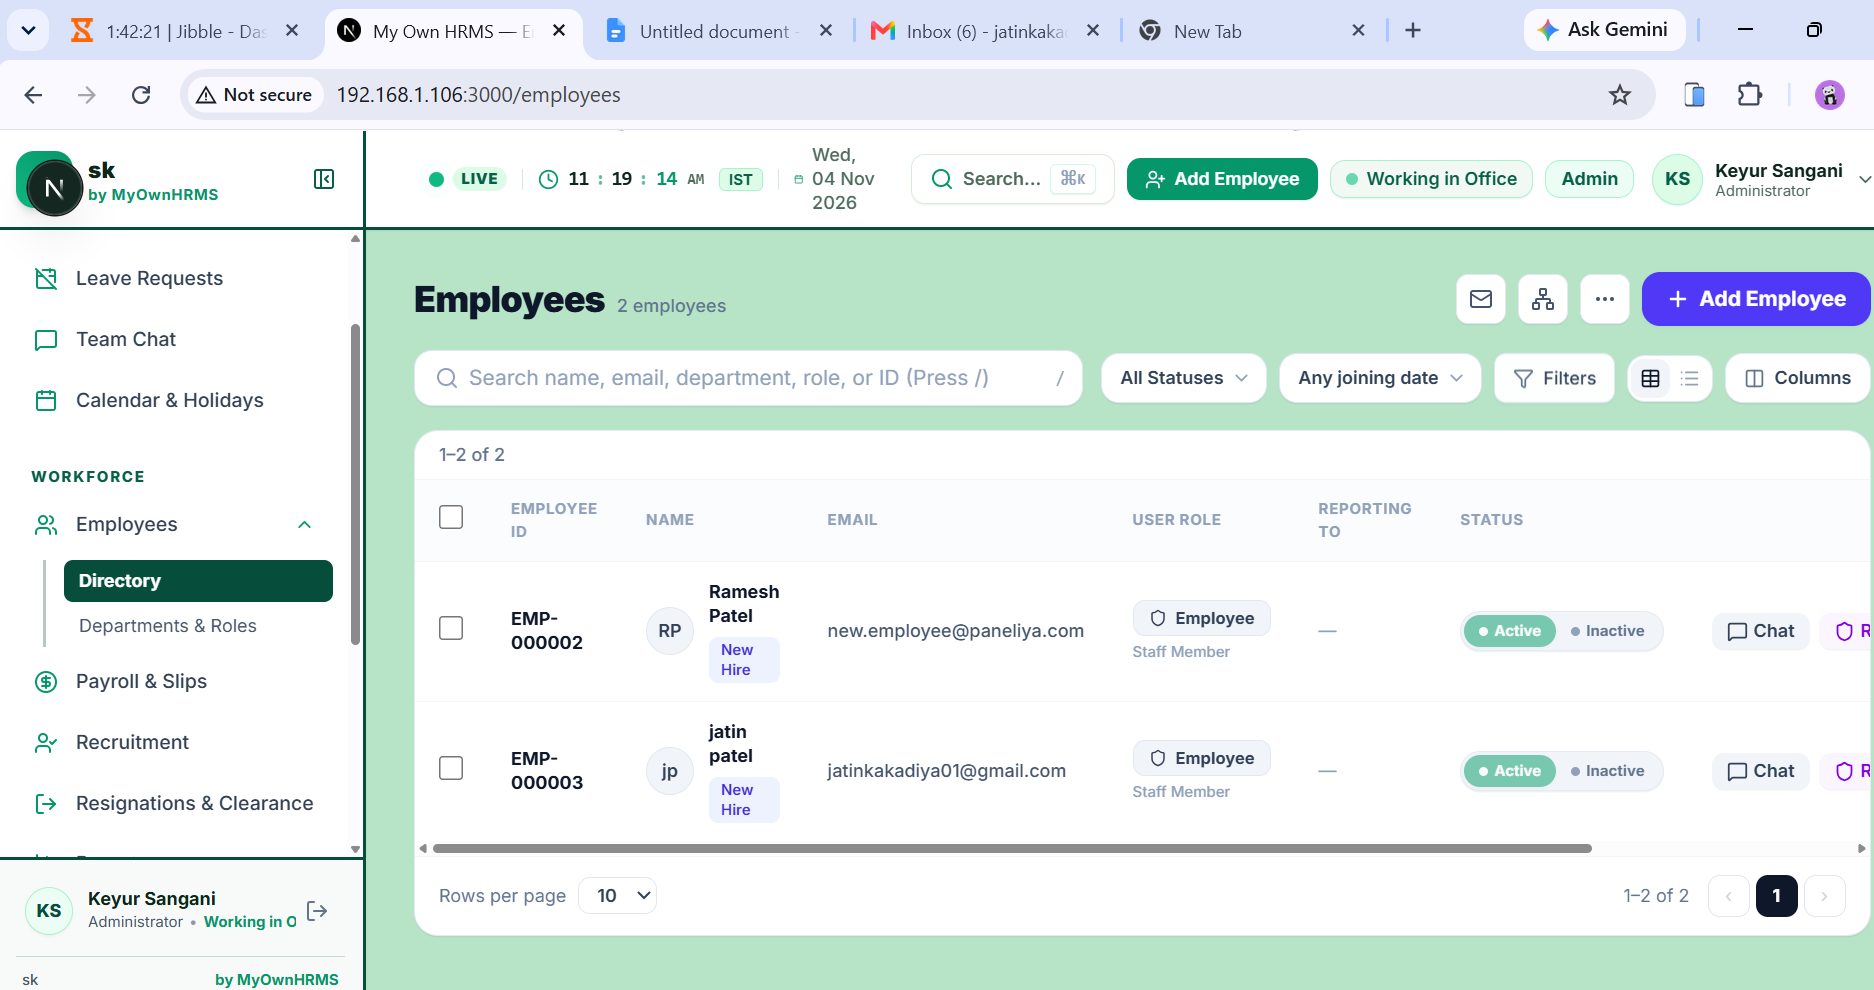 1:42:21 | Jibble - Das
My Own HRMS — E
Untitled document -
Inbox (6) - jatinkaka
New Tab
Ask Gemini
Not secure
192.168.1.106:3000/employees
N
sk
by MyOwnHRMS
LIVE
11 : 19 : 14 AM
IST
Wed,
04 Nov
2026
Search...
⌘K
Add Employee
Working in Office
Admin
KS
Keyur Sangani
Administrator
Leave Requests
Team Chat
Calendar & Holidays
WORKFORCE
Employees
Directory
Departments & Roles
Payroll & Slips
Recruitment
Resignations & Clearance
KS
Keyur Sangani
Administrator • Working in O
sk
by MyOwnHRMS
Employees 2 employees
+ Add Employee
Search name, email, department, role, or ID (Press /)
/
All Statuses
Any joining date
Filters
Columns
1–2 of 2
EMPLOYEE
ID
NAME
EMAIL
USER ROLE
REPORTING
TO
STATUS
EMP-
000002
RP
Ramesh
Patel
New
Hire
new.employee@paneliya.com
Employee
Staff Member
—
Active
Inactive
Chat
R
EMP-
000003
jp
jatin
patel
New
Hire
jatinkakadiya01@gmail.com
Employee
Staff Member
—
Active
Inactive
Chat
R
Rows per page
10
1–2 of 2
1